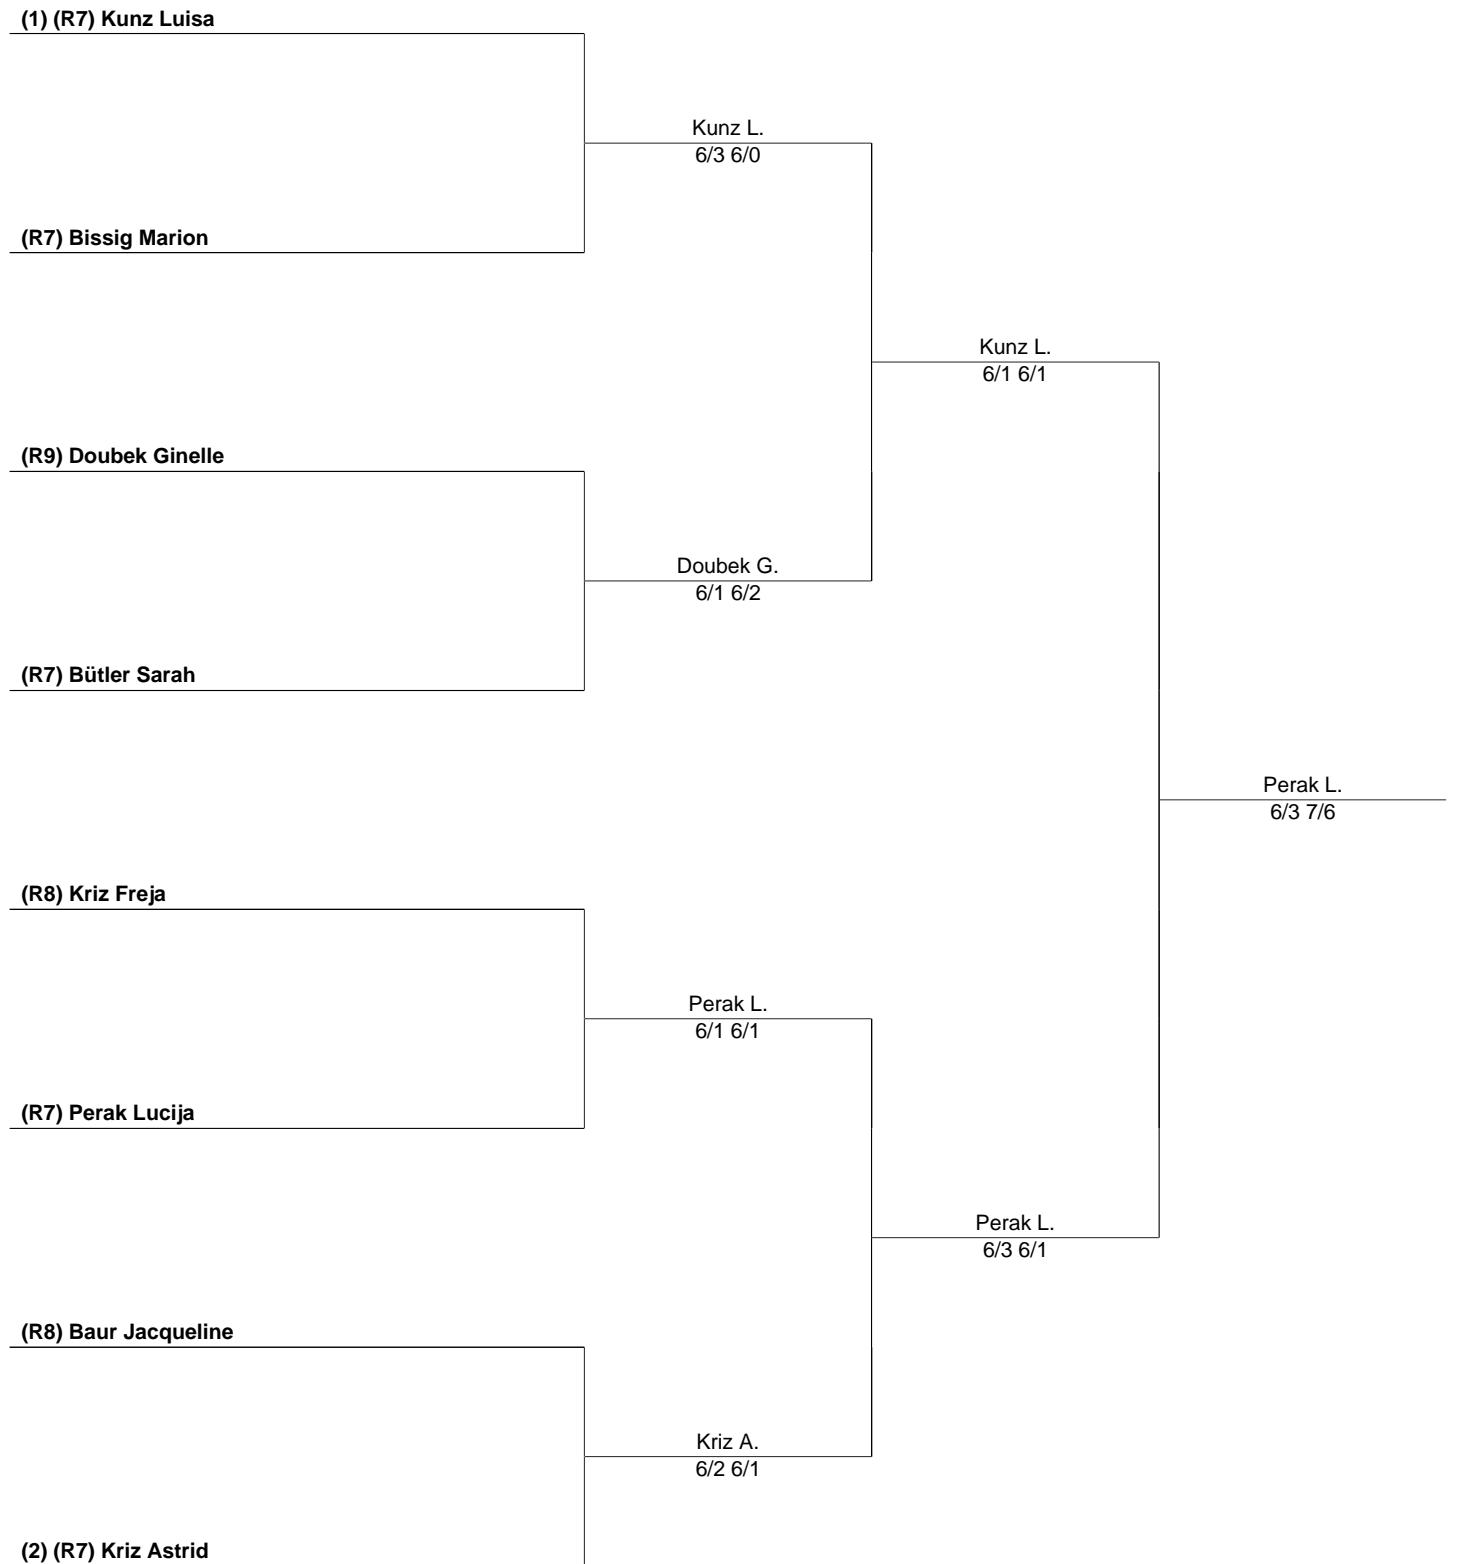 (1) (R7) Kunz Luisa
Kunz L.
6/3 6/0
(R7) Bissig Marion
Kunz L.
6/1 6/1
(R9) Doubek Ginelle
Doubek G.
6/1 6/2
(R7) Bütler Sarah
Perak L.
6/3 7/6
(R8) Kriz Freja
Perak L.
6/1 6/1
(R7) Perak Lucija
Perak L.
6/3 6/1
(R8) Baur Jacqueline
Kriz A.
6/2 6/1
(2) (R7) Kriz Astrid